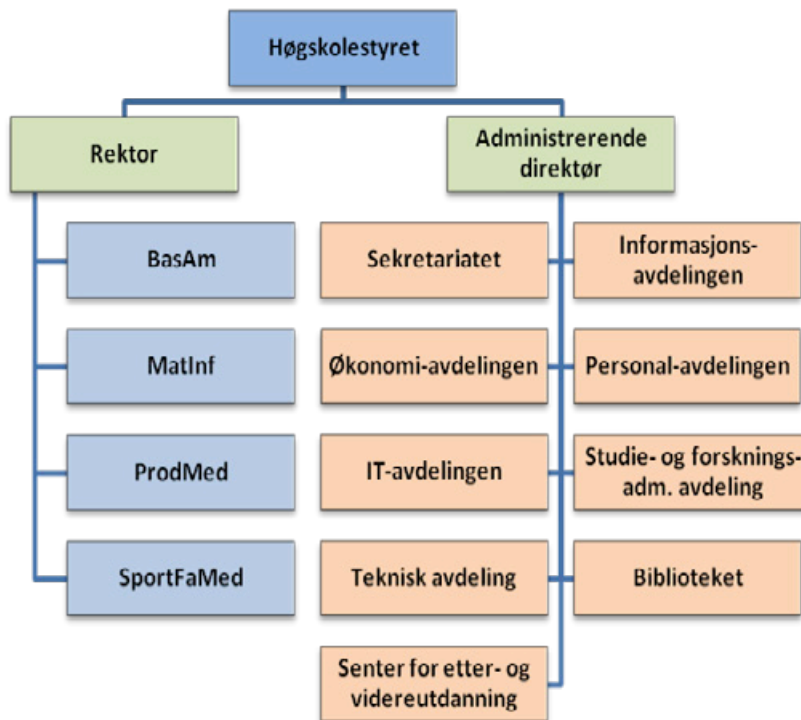 Høgskolestyret
Rektor
Administrerende
direktør
BasAm
Sekretariatet
Informasjons-
avdelingen
MatInf
Økonomi-avdelingen
Personal-avdelingen
ProdMed
IT-avdelingen
Studie- og forsknings-
adm. avdeling
SportFaMed
Teknisk avdeling
Biblioteket
Senter for etter- og
videreutdanning